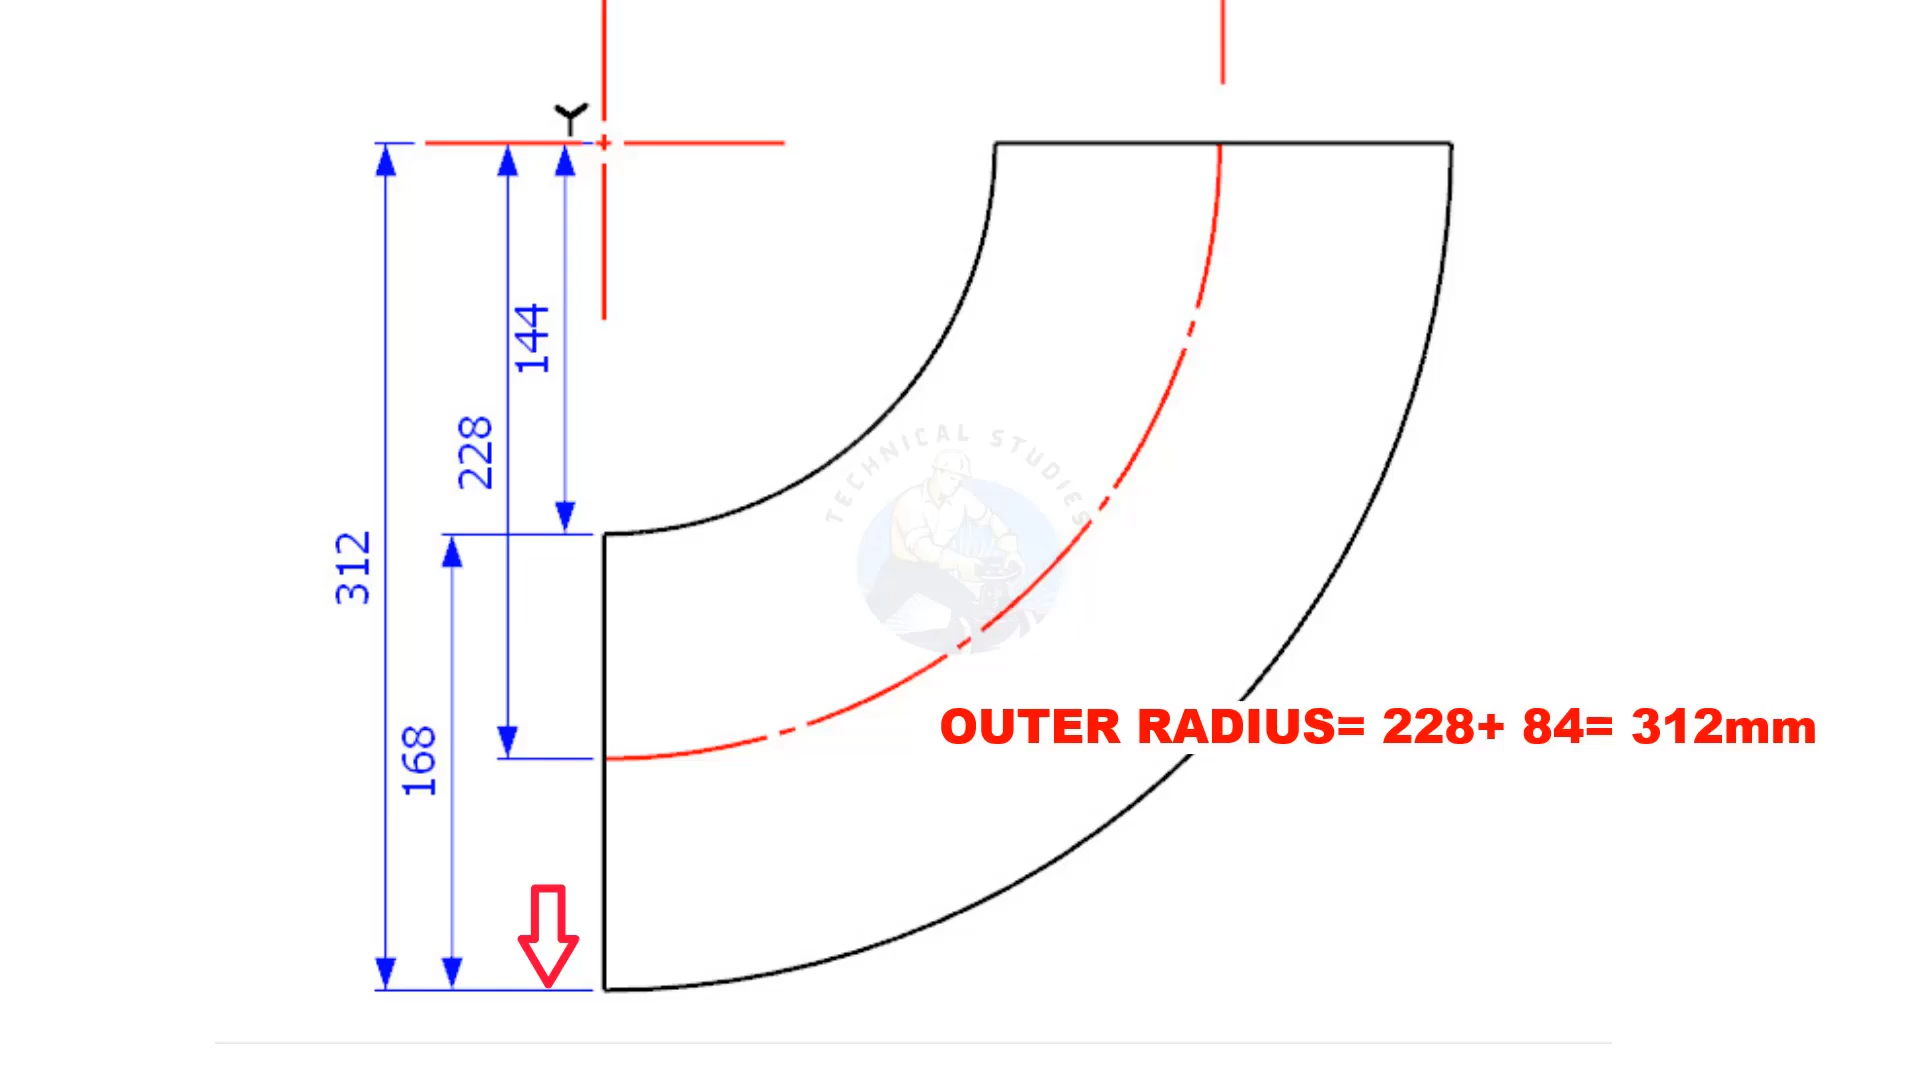 Y
144
228
312
168
TECHNICAL STUDIES
OUTER RADIUS= 228+ 84= 312mm